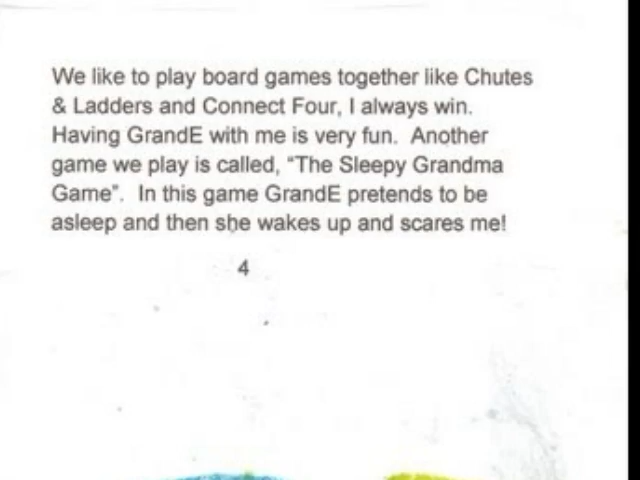 We like to play board games together like Chutes
& Ladders and Connect Four, I always win.
Having GrandE with me is very fun.  Another
game we play is called, “The Sleepy Grandma
Game”.  In this game GrandE pretends to be
asleep and then she wakes up and scares me!
4